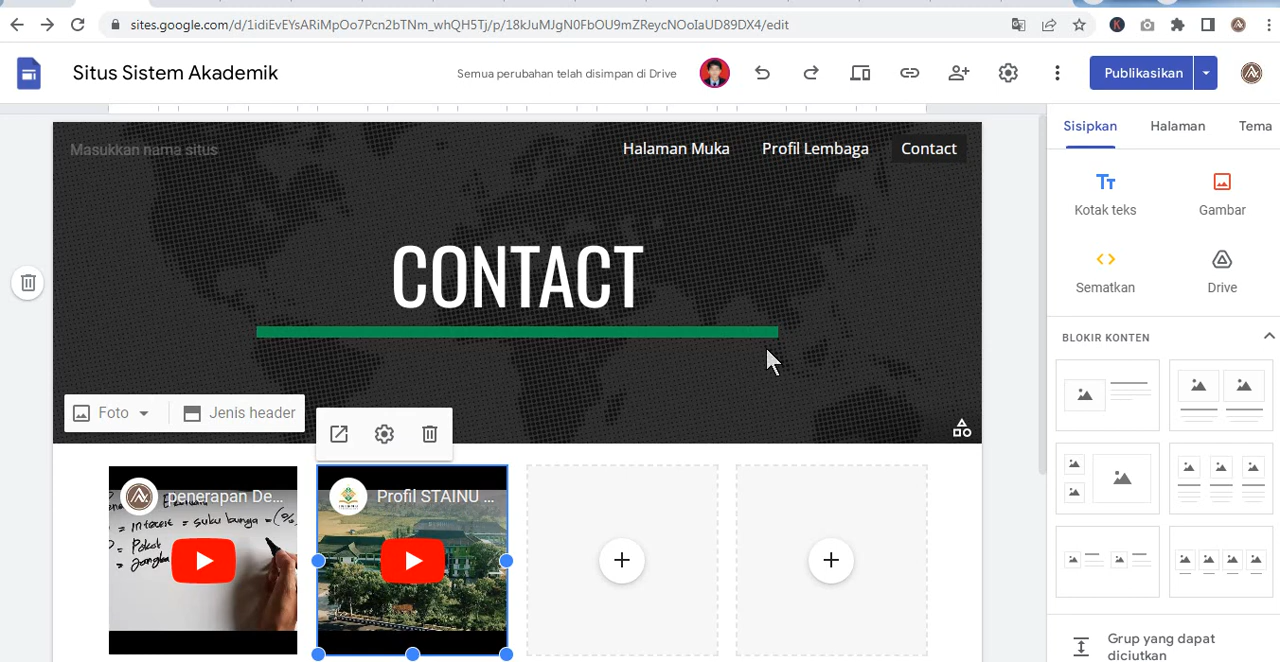 sites.google.com/d/1idiEvEYsARiMpOo7Pcn2bTNm_whQH5Tj/p/18kJuMJgN0FbOU9mZReycNOoIaUD89DX4/edit
Situs Sistem Akademik
Semua perubahan telah disimpan di Drive
Publikasikan
Sisipkan Halaman Tema
Masukkan nama situs
Halaman Muka Profil Lembaga Contact
CONTACT
Foto Jenis header
Kotak teks Gambar
Sematkan Drive
BLOKIR KONTEN
penerapan De...
Profil STAINU ...
Grup yang dapat
diciutkan